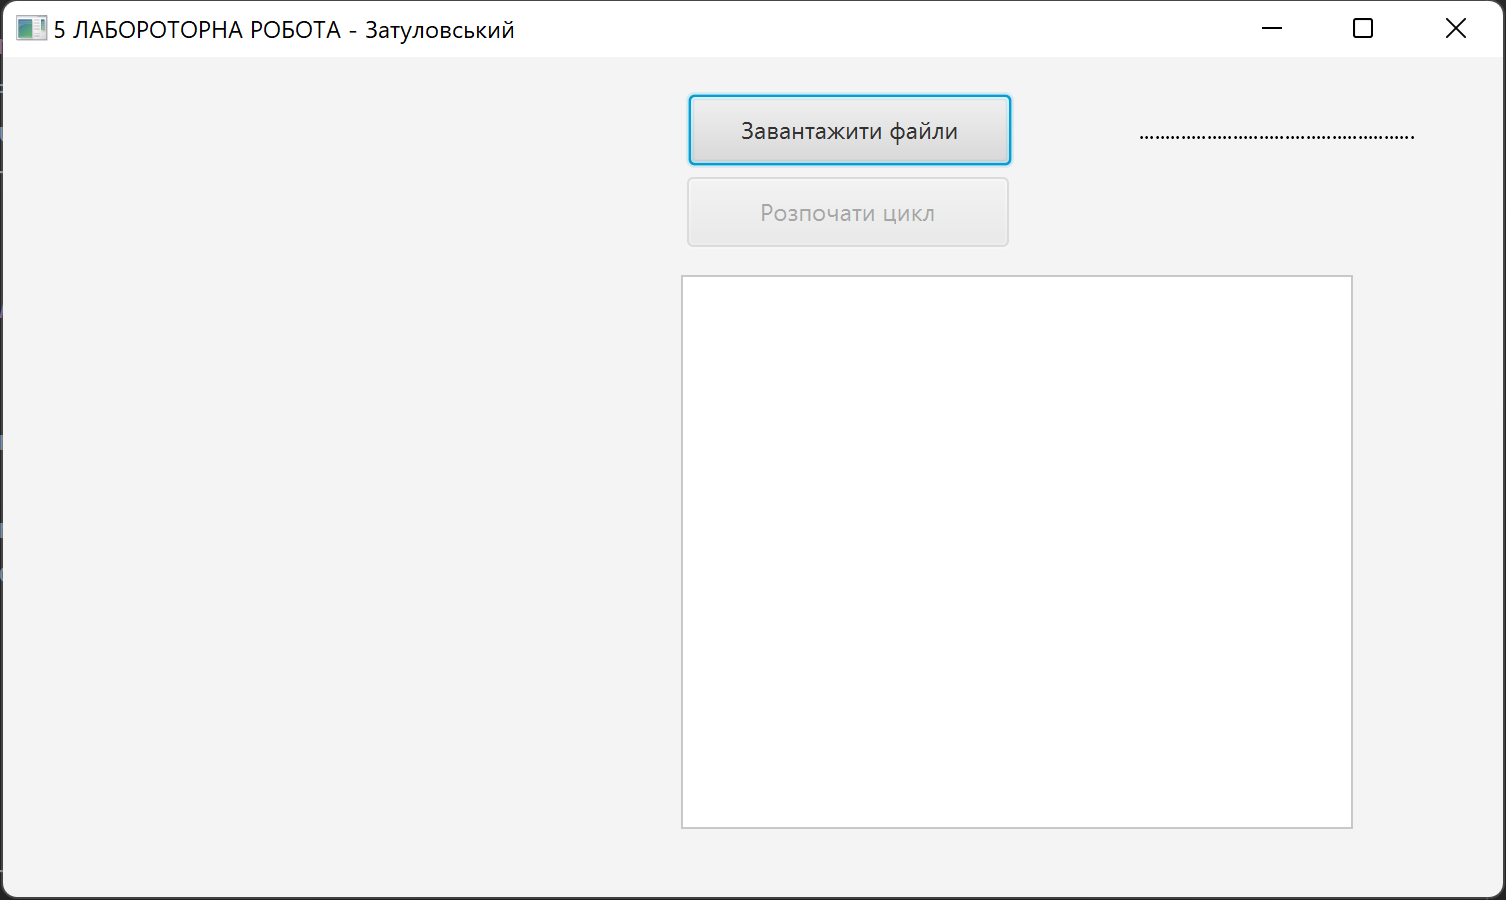 5 ЛАБОРОТОРНА РОБОТА - Затуловський
Завантажити файли
...............................................
Розпочати цикл